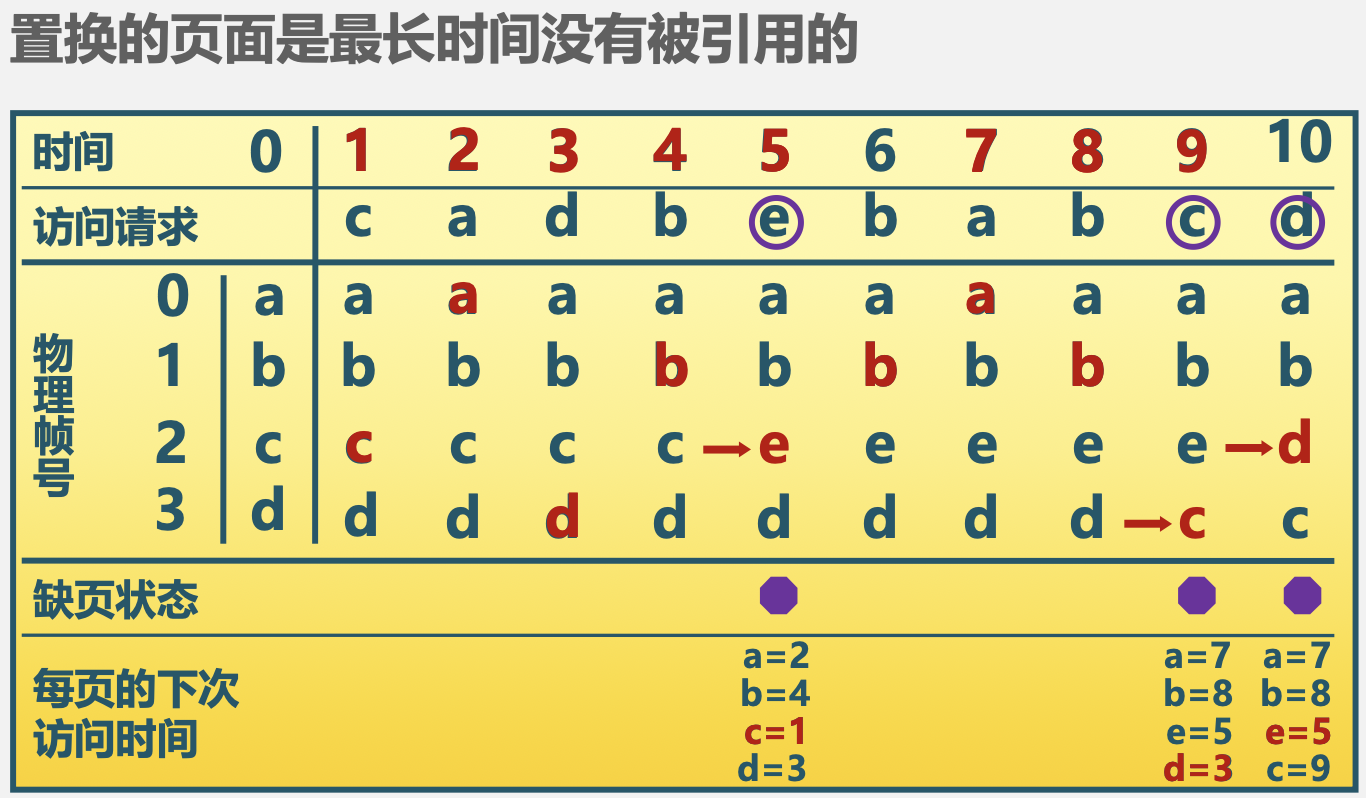 置换的页面是最长时间没有被引用的
时间 0 1 2 3 4 5 6 7 8 9 10
访问请求 c a d b e b a b c d
物理帧号
0 a a a a a a a a a a a
1 b b b b b b b b b b b
2 c c c c c e e e e e d
3 d d d d d d d d d c c
缺页状态
每页的下次
访问时间
a=2 a=7 a=7
b=4 b=8 b=8
c=1 e=5 e=5
d=3 d=3 c=9